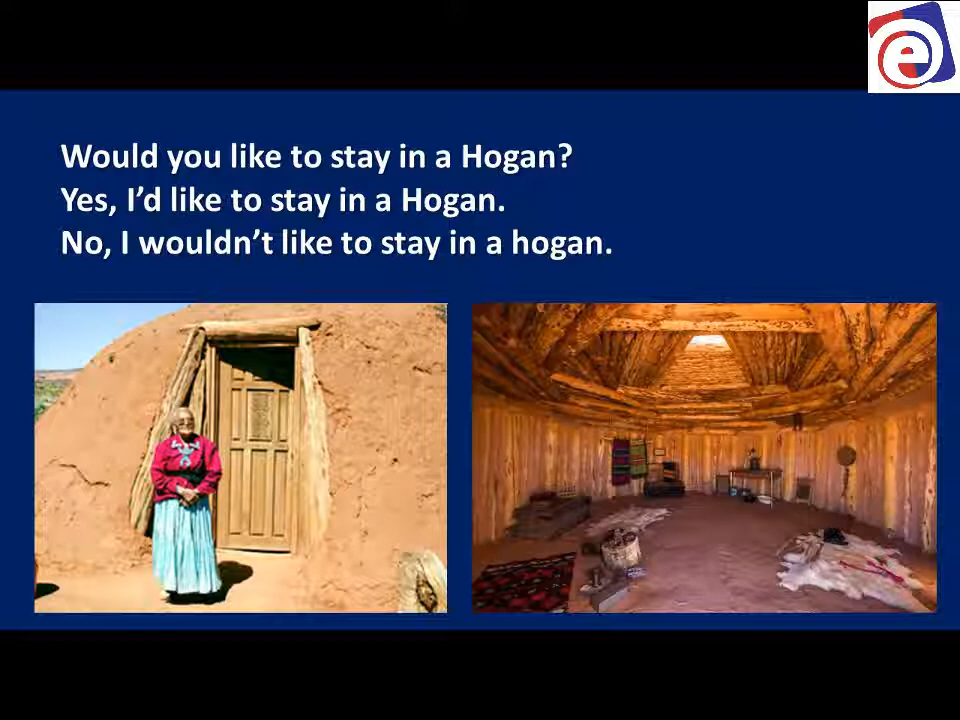 Would you like to stay in a Hogan?
Yes, I’d like to stay in a Hogan.
No, I wouldn’t like to stay in a hogan.
e